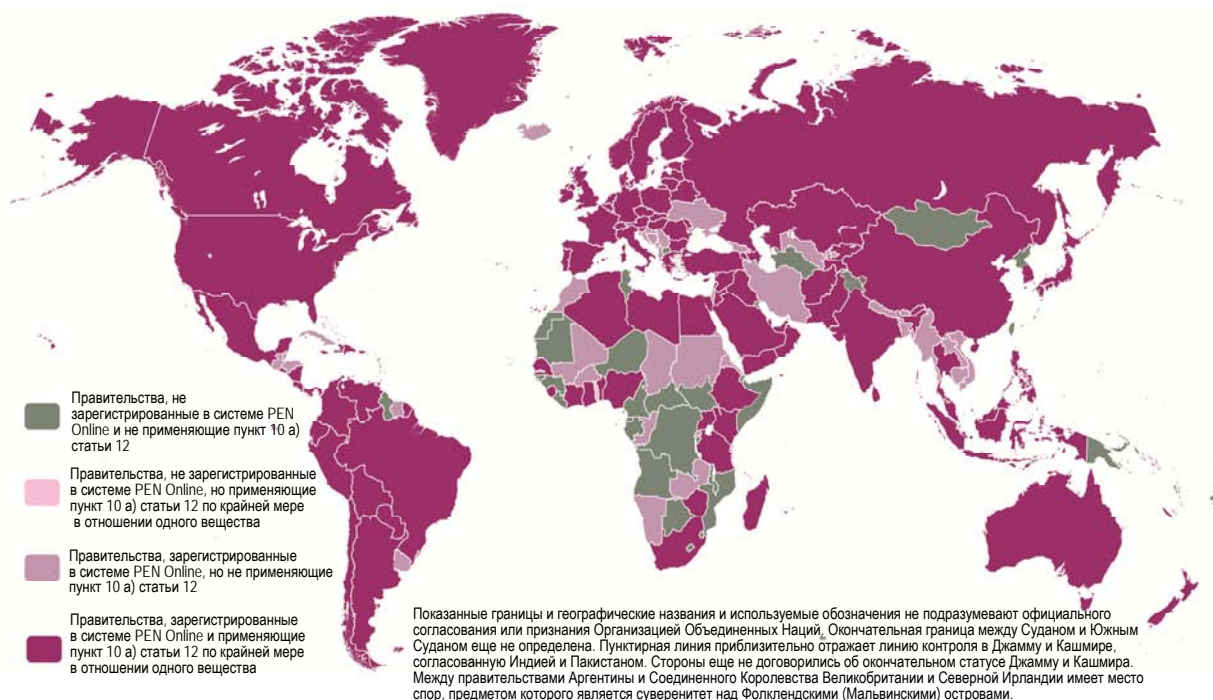 Правительства, не
зарегистрированные в системе PEN
Online и не применяющие пункт 10 а)
статьи 12
Правительства, не зарегистрированные
в системе PEN Online, но применяющие
пункт 10 а) статьи 12 по крайней мере
в отношении одного вещества
Правительства, зарегистрированные
в системе PEN Online, но не применяющие
пункт 10 а) статьи 12
Правительства, зарегистрированные
в системе PEN Online и применяющие
пункт 10 а) статьи 12 по крайней мере
в отношении одного вещества
Показанные границы и географические названия и используемые обозначения не подразумевают официального
согласования или признания Организацией Объединенных Наций. Окончательная граница между Суданом и Южным
Суданом еще не определена. Пунктирная линия приблизительно отражает линию контроля в Джамму и Кашмире,
согласованную Индией и Пакистаном. Стороны еще не договорились об окончательном статусе Джамму и Кашмира.
Между правительствами Аргентины и Соединенного Королевства Великобритании и Северной Ирландии имеет место
спор, предметом которого является суверенитет над Фолклендскими (Мальвинскими) островами.